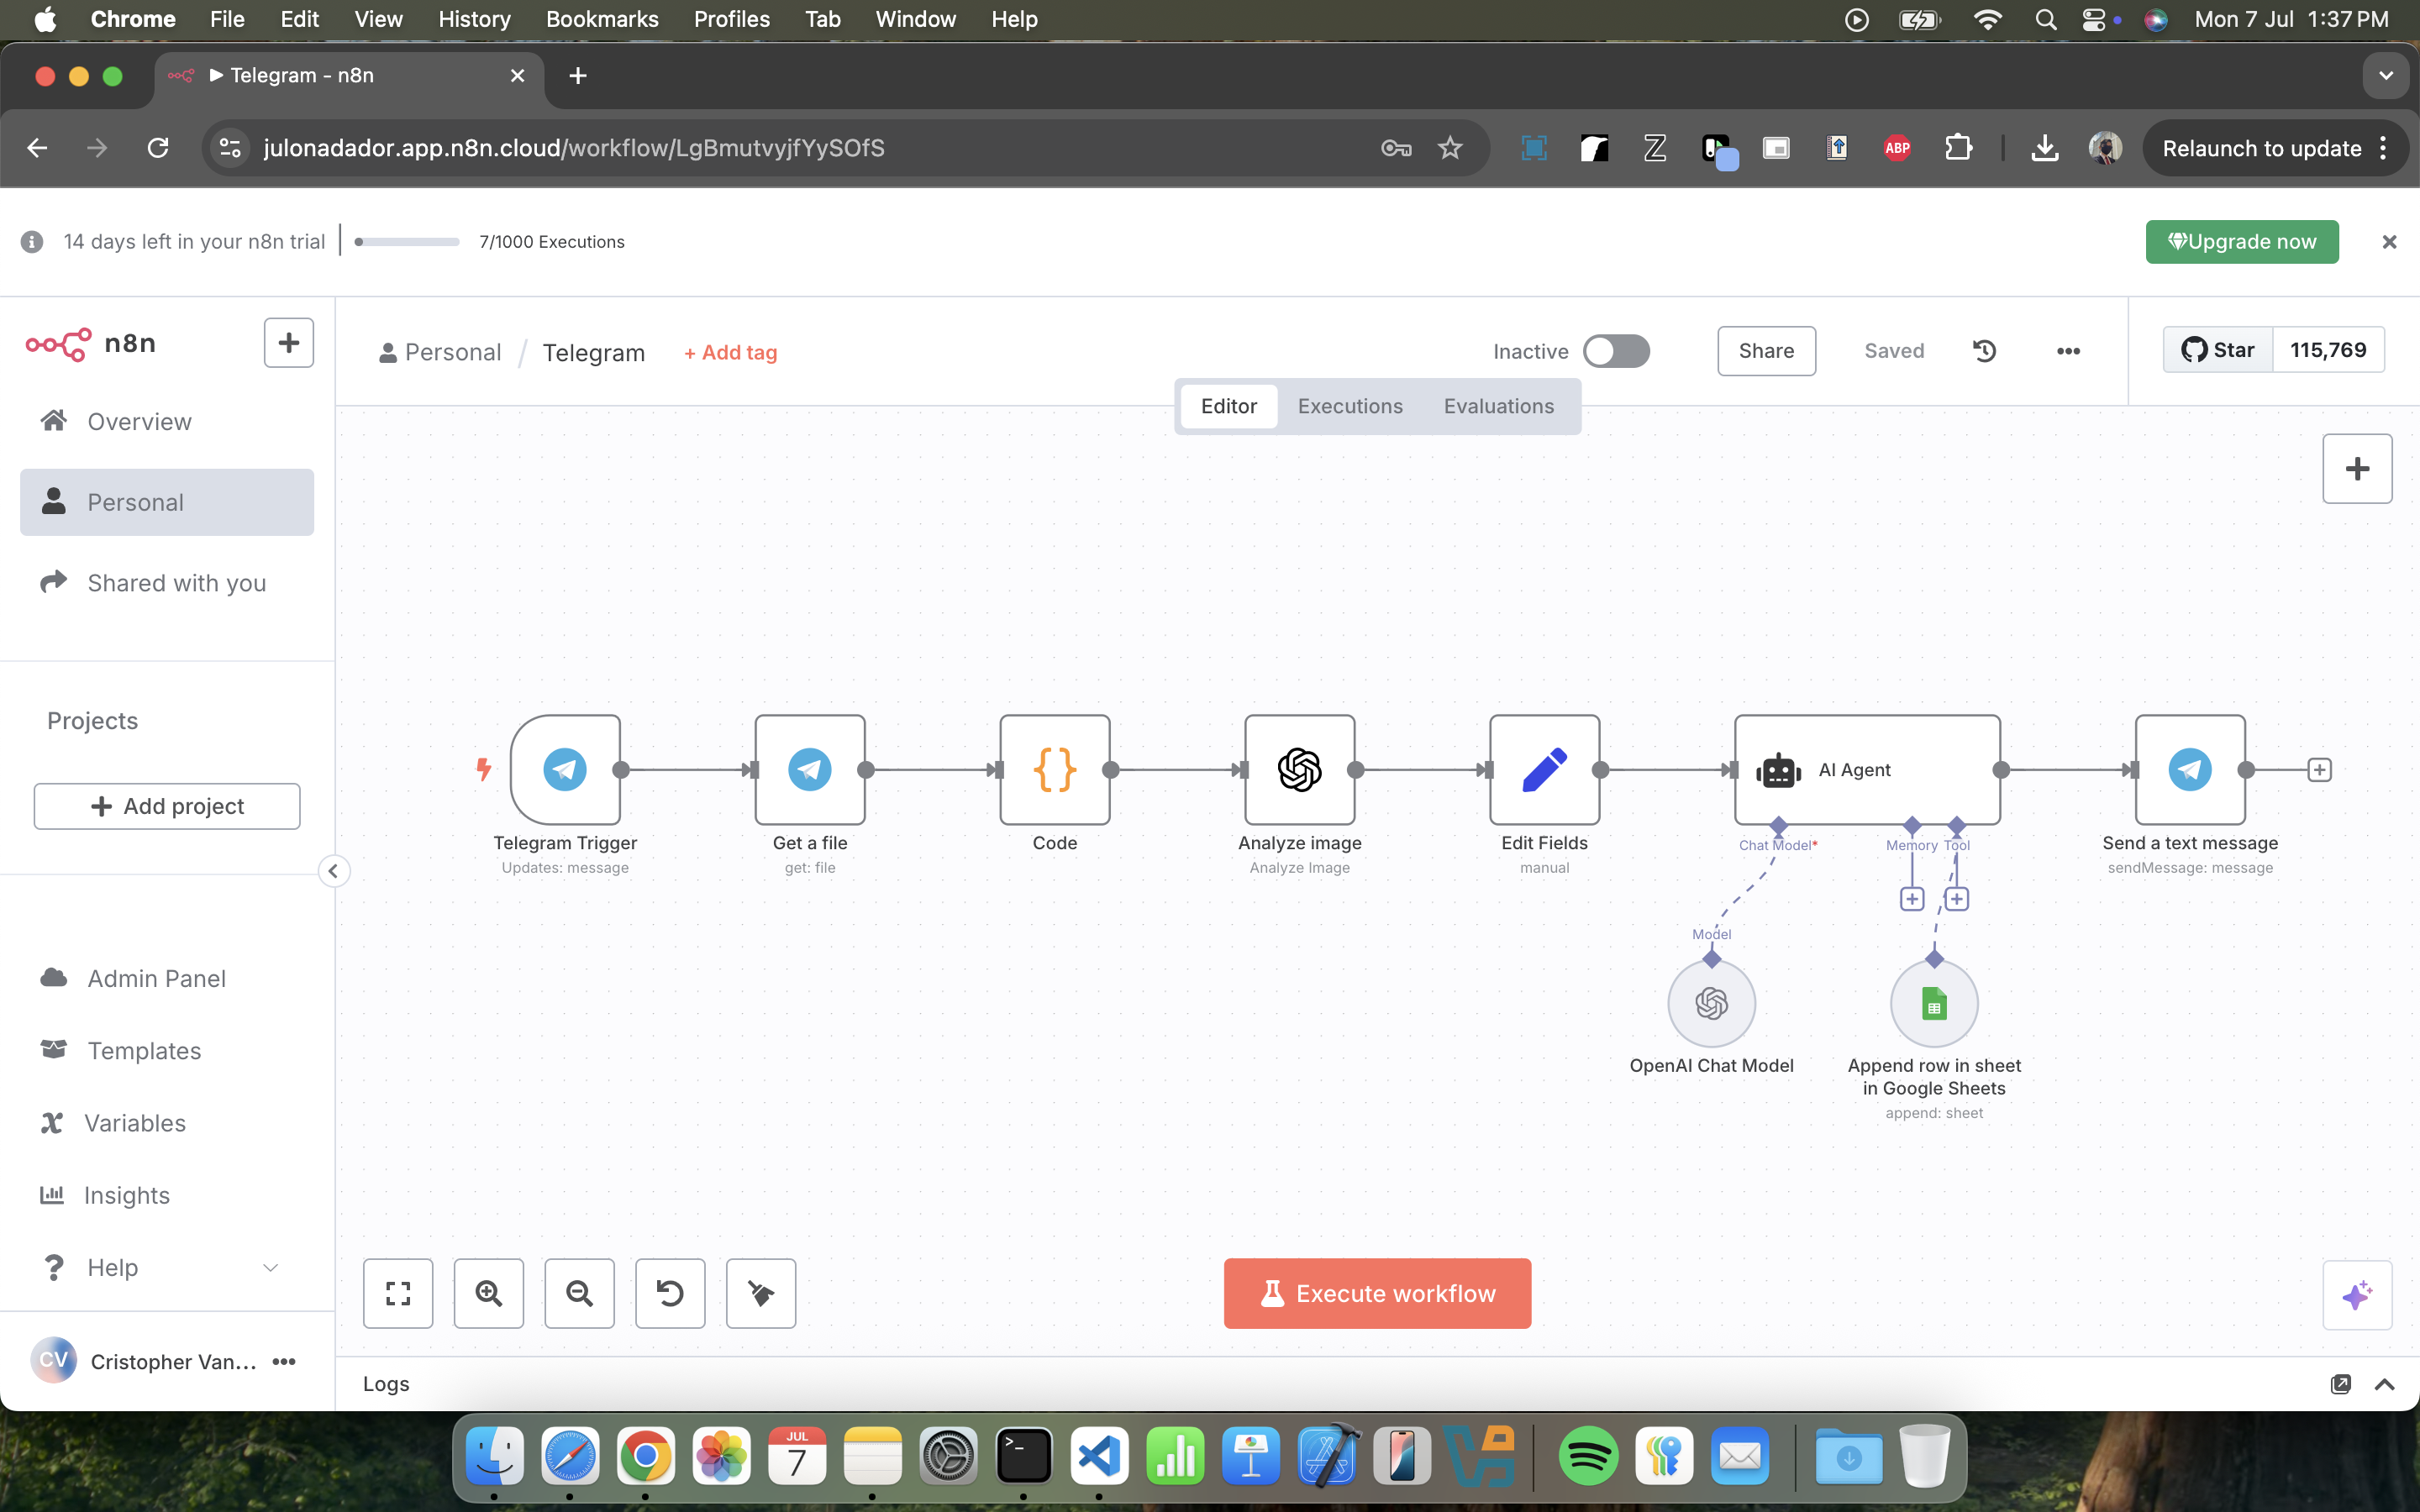 Chrome File Edit View History Bookmarks Profiles Tab Window Help Mon 7 Jul 1:37 PM
Telegram - n8n
julonadador.app.n8n.cloud/workflow/LgBmutvyjfYySOfS
ABP
Relaunch to update
14 days left in your n8n trial
7/1000 Executions
Upgrade now
n8n
Personal / Telegram + Add tag
Inactive
Share
Saved
Star 115,769
Editor Executions Evaluations
Overview
Personal
Shared with you
Projects
+ Add project
Admin Panel
Templates
Variables
Insights
Help
CV Cristopher Van...
Telegram Trigger
Updates: message
Get a file
get: file
{}
Code
Analyze image
Analyze Image
Edit Fields
manual
AI Agent
Chat Model*
Memory Tool
Send a text message
sendMessage: message
Model
OpenAI Chat Model
Append row in sheet
in Google Sheets
append: sheet
Execute workflow
Logs
JUL
7